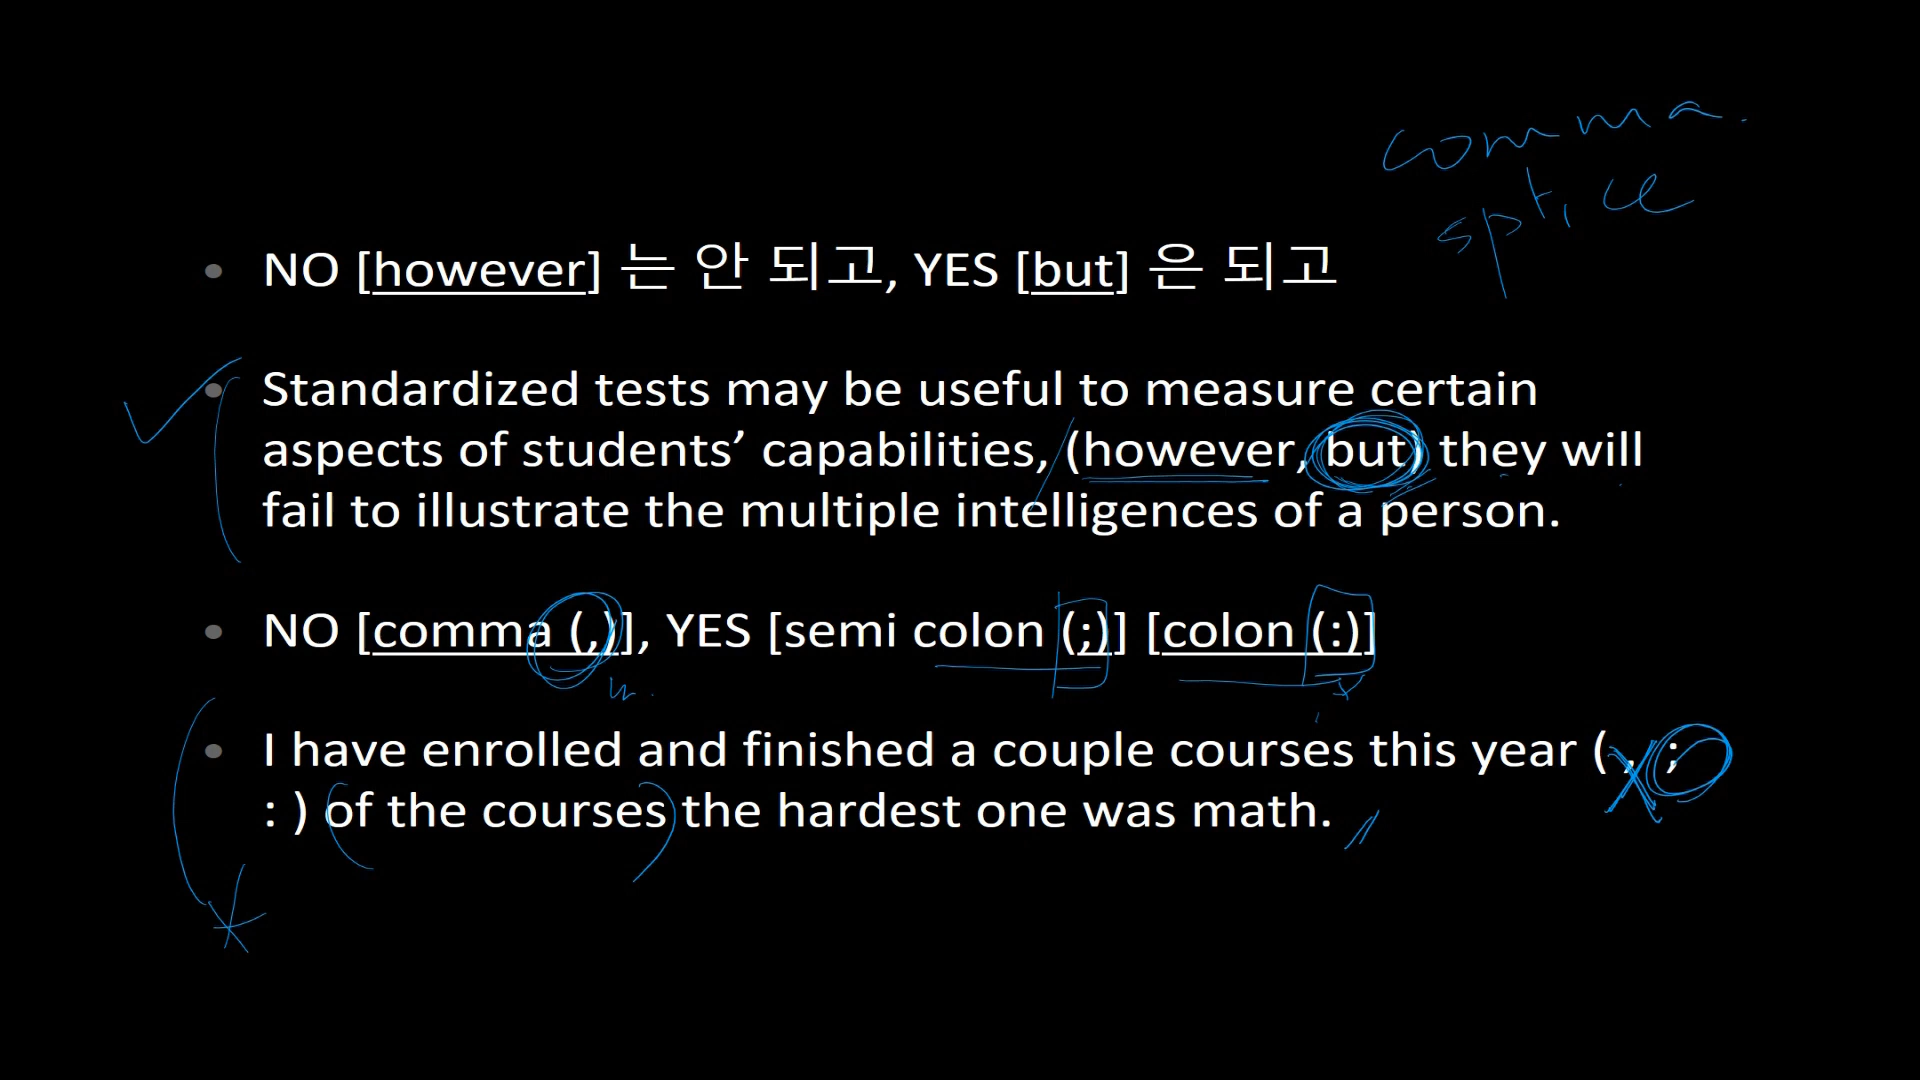 comma.
splice
NO [however] 는 안 되고, YES [but] 은 되고
Standardized tests may be useful to measure certain
aspects of students’ capabilities, (however, but) they will
fail to illustrate the multiple intelligences of a person.
NO [comma (,)], YES [semi colon (;)] [colon (:)]
I have enrolled and finished a couple courses this year ( , ;
: ) of the courses the hardest one was math.